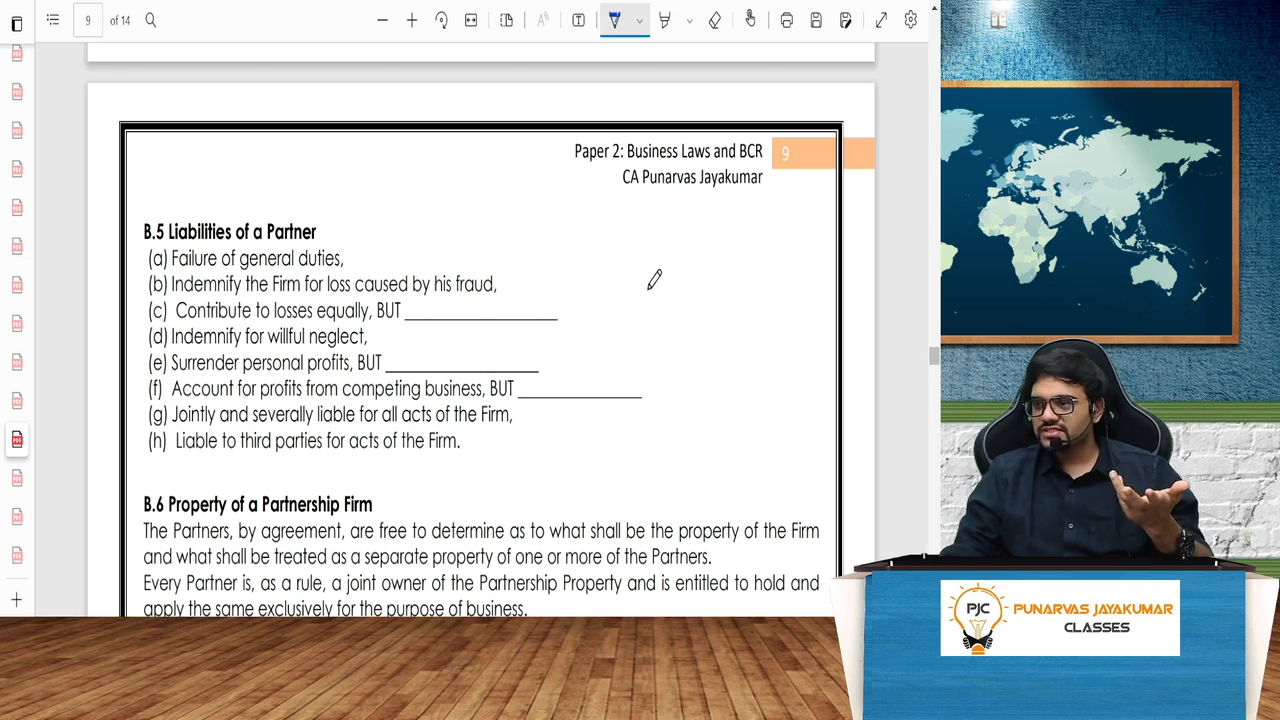 9 of 14
Paper 2: Business Laws and BCR 9
CA Punarvas Jayakumar
B.5 Liabilities of a Partner
(a) Failure of general duties,
(b) Indemnify the Firm for loss caused by his fraud,
(c) Contribute to losses equally, BUT ____________________
(d) Indemnify for willful neglect,
(e) Surrender personal profits, BUT ____________________
(f) Account for profits from competing business, BUT ________________
(g) Jointly and severally liable for all acts of the Firm,
(h) Liable to third parties for acts of the Firm.
B.6 Property of a Partnership Firm
The Partners, by agreement, are free to determine as to what shall be the property of the Firm
and what shall be treated as a separate property of one or more of the Partners.
Every Partner is, as a rule, a joint owner of the Partnership Property and is entitled to hold and
apply the same exclusively for the purpose of business.
PJC
PUNARVAS JAYAKUMAR
CLASSES